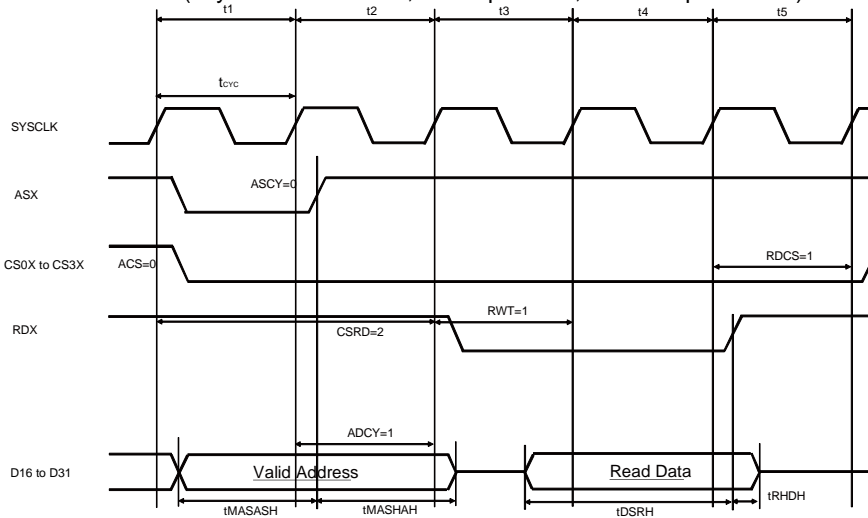 t1 t2 t3 t4 t5
tCYC
SYSCLK
ASCY=0
ASX
CS0X to CS3X ACS=0 RDCS=1
RWT=1
RDX
CSRD=2
ADCY=1
D16 to D31 Valid Address Read Data
tMASASH tMASHAH tDSRH tRHDH